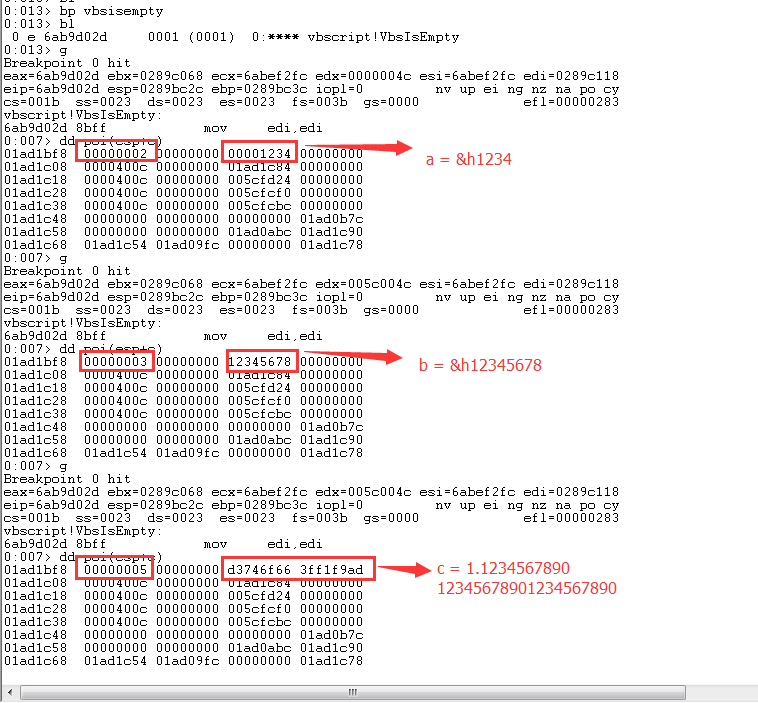 0:013> bp vbsisempty
0:013> bl
 0 e 6ab9d02d     0001 (0001)  0:**** vbscript!VbsIsEmpty
0:013> g
Breakpoint 0 hit
eax=6ab9d02d ebx=0289c068 ecx=6abef2fc edx=0000004c esi=6abef2fc edi=0289c118
eip=6ab9d02d esp=0289bc2c ebp=0289bc3c iopl=0         nv up ei ng nz na po cy
cs=001b  ss=0023  ds=0023  es=0023  fs=003b  gs=0000             efl=00000283
vbscript!VbsIsEmpty:
6ab9d02d 8bff            mov     edi,edi
0:007> dd poi(esp+c)
01ad1bf8  00000002 00000000 00001234 00000000
a = &h1234
01ad1c08  0000400c 00000000 01ad1c84 00000000
01ad1c18  0000400c 00000000 005cfd24 00000000
01ad1c28  0000400c 00000000 005cfcf0 00000000
01ad1c38  0000400c 00000000 005cfcbc 00000000
01ad1c48  00000000 00000000 00000000 01ad0b7c
01ad1c58  00000000 00000000 01ad0abc 01ad1c90
01ad1c68  01ad1c54 01ad09fc 00000000 01ad1c78
0:007> g
Breakpoint 0 hit
eax=6ab9d02d ebx=0289c068 ecx=6abef2fc edx=005c004c esi=6abef2fc edi=0289c118
eip=6ab9d02d esp=0289bc2c ebp=0289bc3c iopl=0         nv up ei ng nz na po cy
cs=001b  ss=0023  ds=0023  es=0023  fs=003b  gs=0000             efl=00000283
vbscript!VbsIsEmpty:
6ab9d02d 8bff            mov     edi,edi
0:007> dd poi(esp+c)
01ad1bf8  00000003 00000000 12345678 00000000
b = &h12345678
01ad1c08  0000400c 00000000 01ad1c84 00000000
01ad1c18  0000400c 00000000 005cfd24 00000000
01ad1c28  0000400c 00000000 005cfcf0 00000000
01ad1c38  0000400c 00000000 005cfcbc 00000000
01ad1c48  00000000 00000000 00000000 01ad0b7c
01ad1c58  00000000 00000000 01ad0abc 01ad1c90
01ad1c68  01ad1c54 01ad09fc 00000000 01ad1c78
0:007> g
Breakpoint 0 hit
eax=6ab9d02d ebx=0289c068 ecx=6abef2fc edx=005c004c esi=6abef2fc edi=0289c118
eip=6ab9d02d esp=0289bc2c ebp=0289bc3c iopl=0         nv up ei ng nz na po cy
cs=001b  ss=0023  ds=0023  es=0023  fs=003b  gs=0000             efl=00000283
vbscript!VbsIsEmpty:
6ab9d02d 8bff            mov     edi,edi
0:007> dd poi(esp+c)
01ad1bf8  00000005 00000000 d3746f66 3ff1f9ad
c = 1.1234567890
12345678901234567890
01ad1c08  0000400c 00000000 01ad1c84 00000000
01ad1c18  0000400c 00000000 005cfd24 00000000
01ad1c28  0000400c 00000000 005cfcf0 00000000
01ad1c38  0000400c 00000000 005cfcbc 00000000
01ad1c48  00000000 00000000 00000000 01ad0b7c
01ad1c58  00000000 00000000 01ad0abc 01ad1c90
01ad1c68  01ad1c54 01ad09fc 00000000 01ad1c78